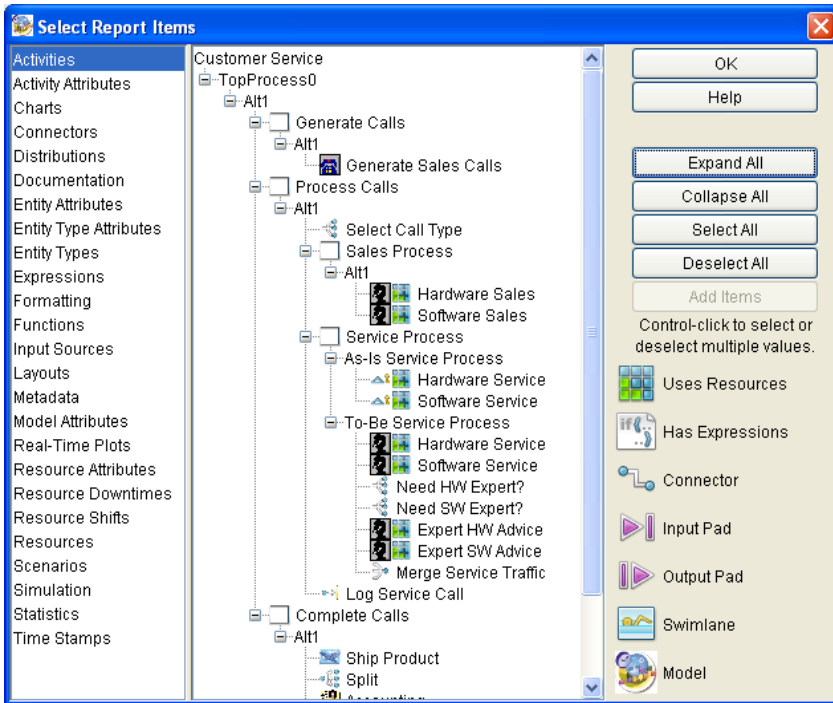 Select Report Items
Activities
Activity Attributes
Charts
Connectors
Distributions
Documentation
Entity Attributes
Entity Type Attributes
Entity Types
Expressions
Formatting
Functions
Input Sources
Layouts
Metadata
Model Attributes
Real-Time Plots
Resource Attributes
Resource Downtimes
Resource Shifts
Resources
Scenarios
Simulation
Statistics
Time Stamps
Customer Service
TopProcess0
Alt1
Generate Calls
Alt1
Generate Sales Calls
Process Calls
Alt1
Select Call Type
Sales Process
Alt1
Hardware Sales
Software Sales
Service Process
As-Is Service Process
Hardware Service
Software Service
To-Be Service Process
Hardware Service
Software Service
Need HW Expert?
Need SW Expert?
Expert HW Advice
Expert SW Advice
Merge Service Traffic
Log Service Call
Complete Calls
Alt1
Ship Product
Split
Accounting
OK
Help
Expand All
Collapse All
Select All
Deselect All
Add Items
Control-click to select or
deselect multiple values.
Uses Resources
if(..
Has Expressions
Connector
Input Pad
Output Pad
Swimlane
Model